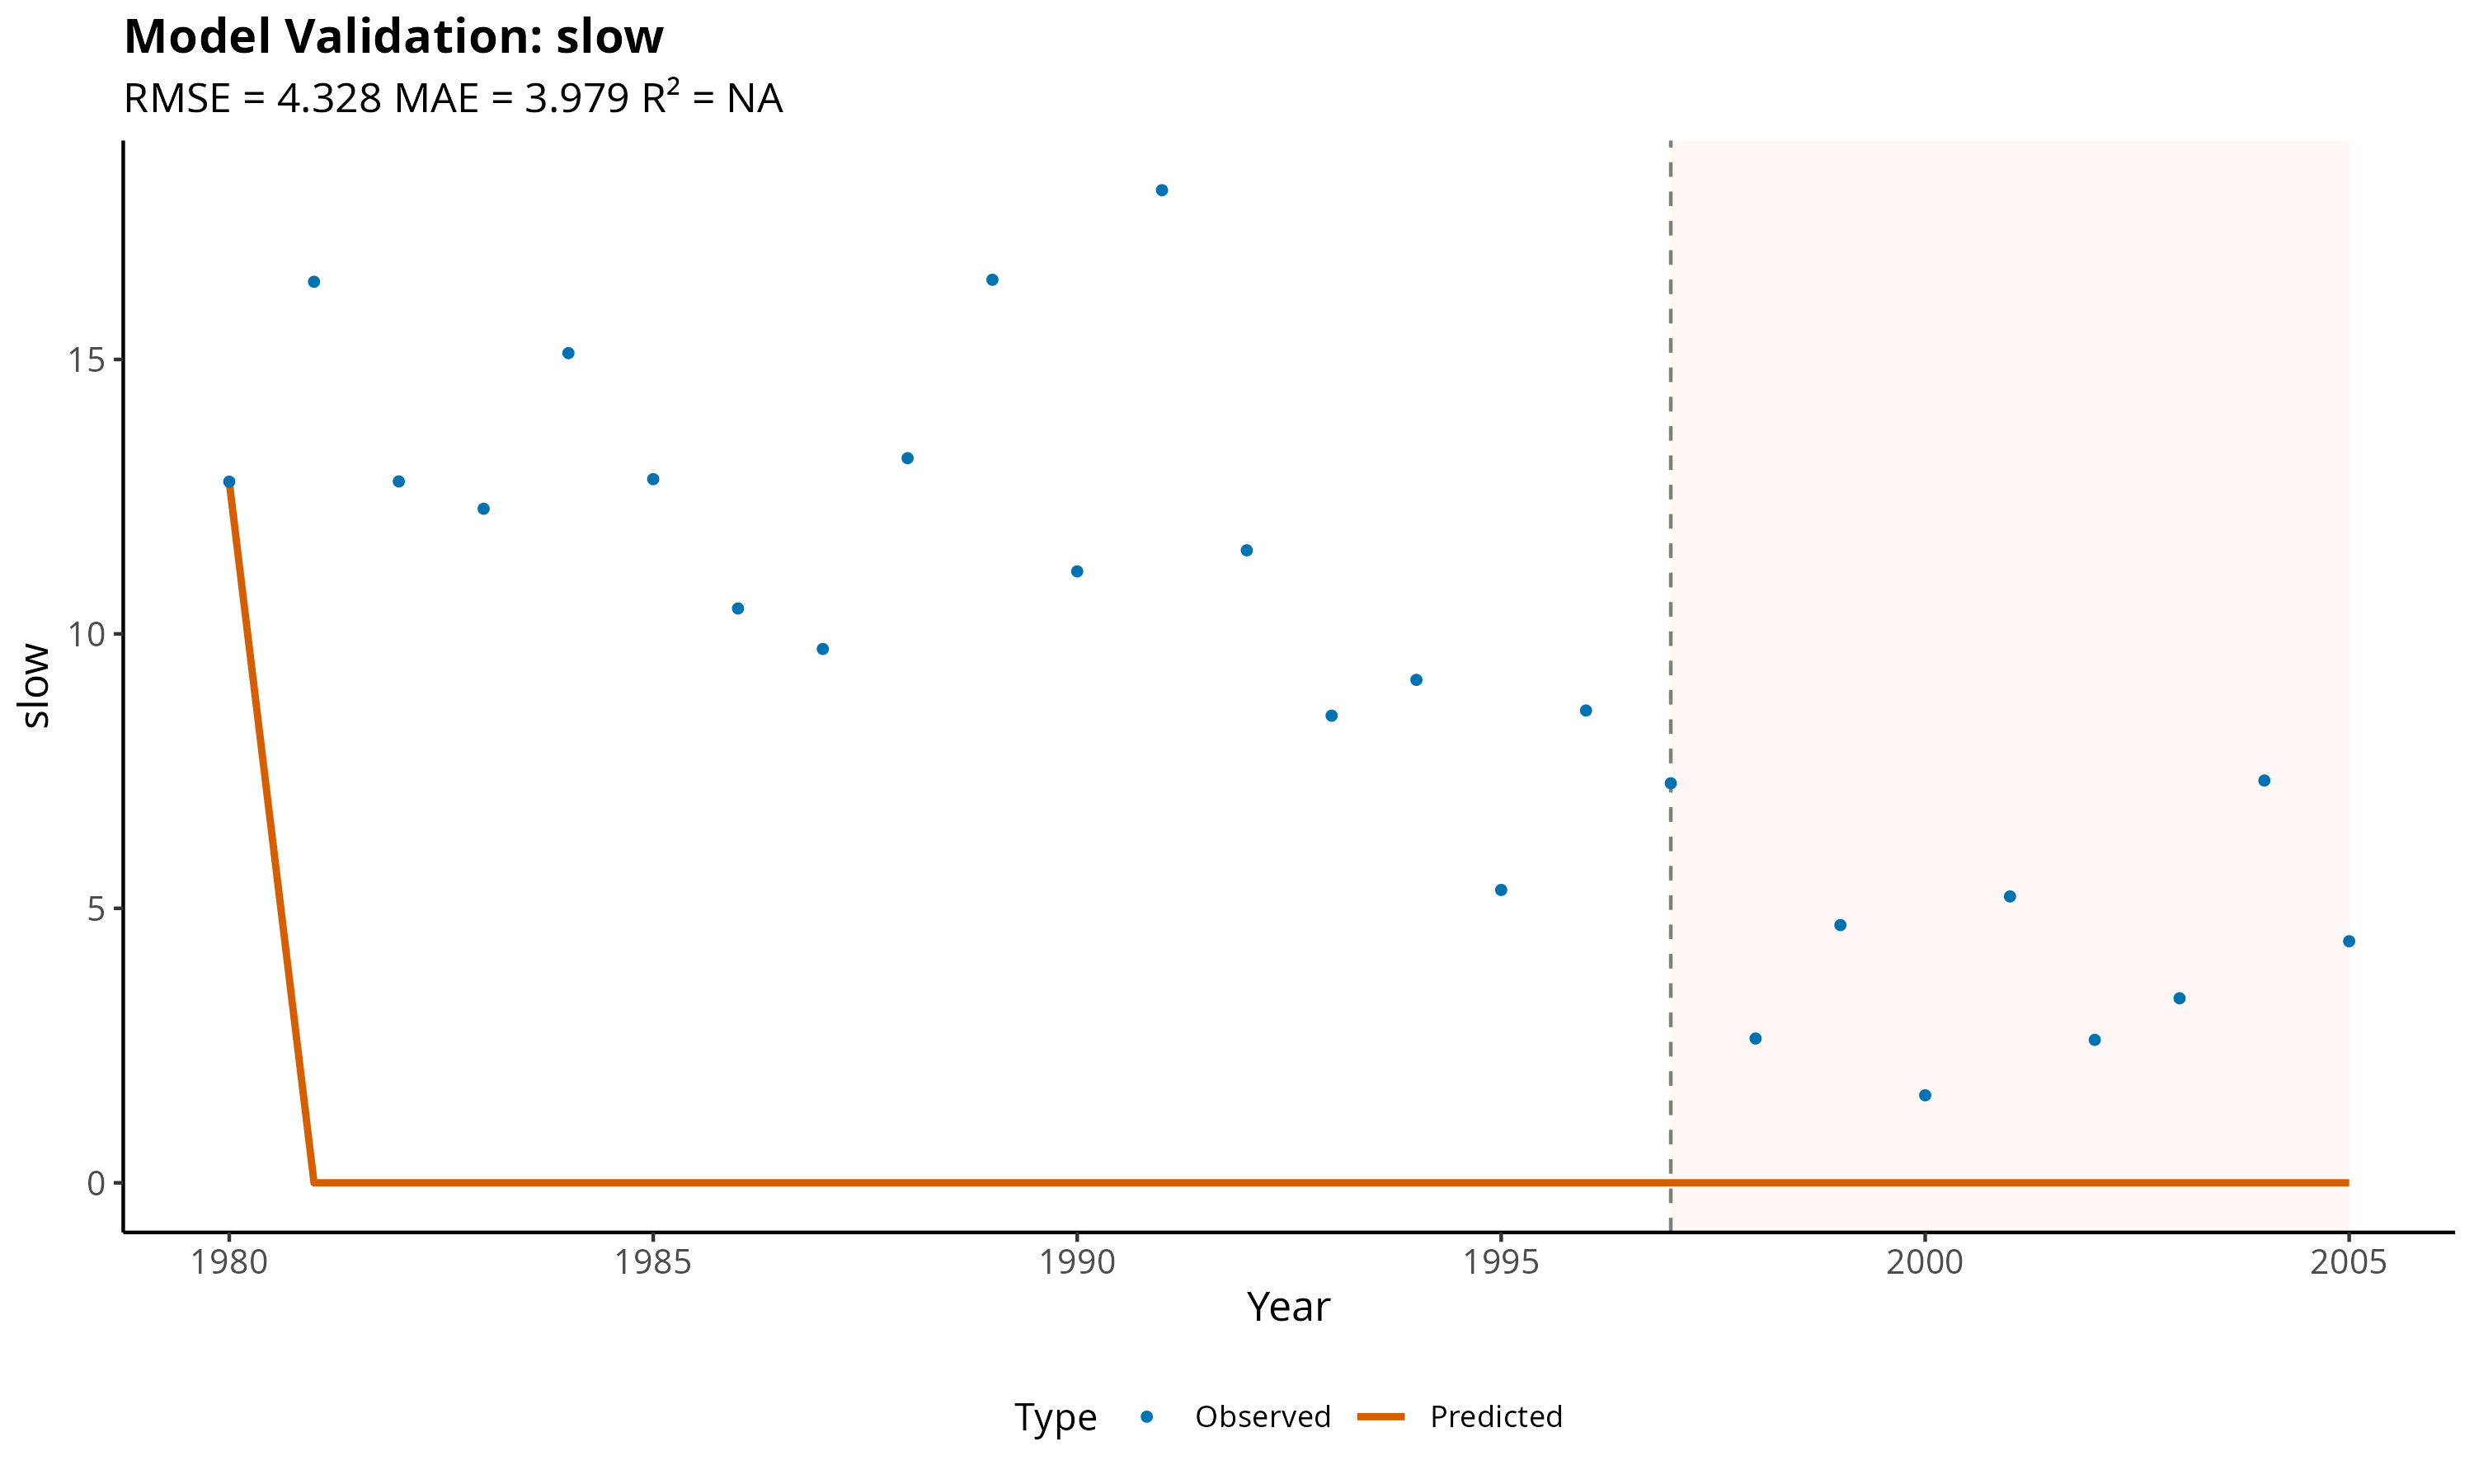 Model Validation: slow
RMSE = 4.328 MAE = 3.979 R² = NA
15
10
5
0
slow
1980 1985 1990 1995 2000 2005
Year
Type Observed Predicted